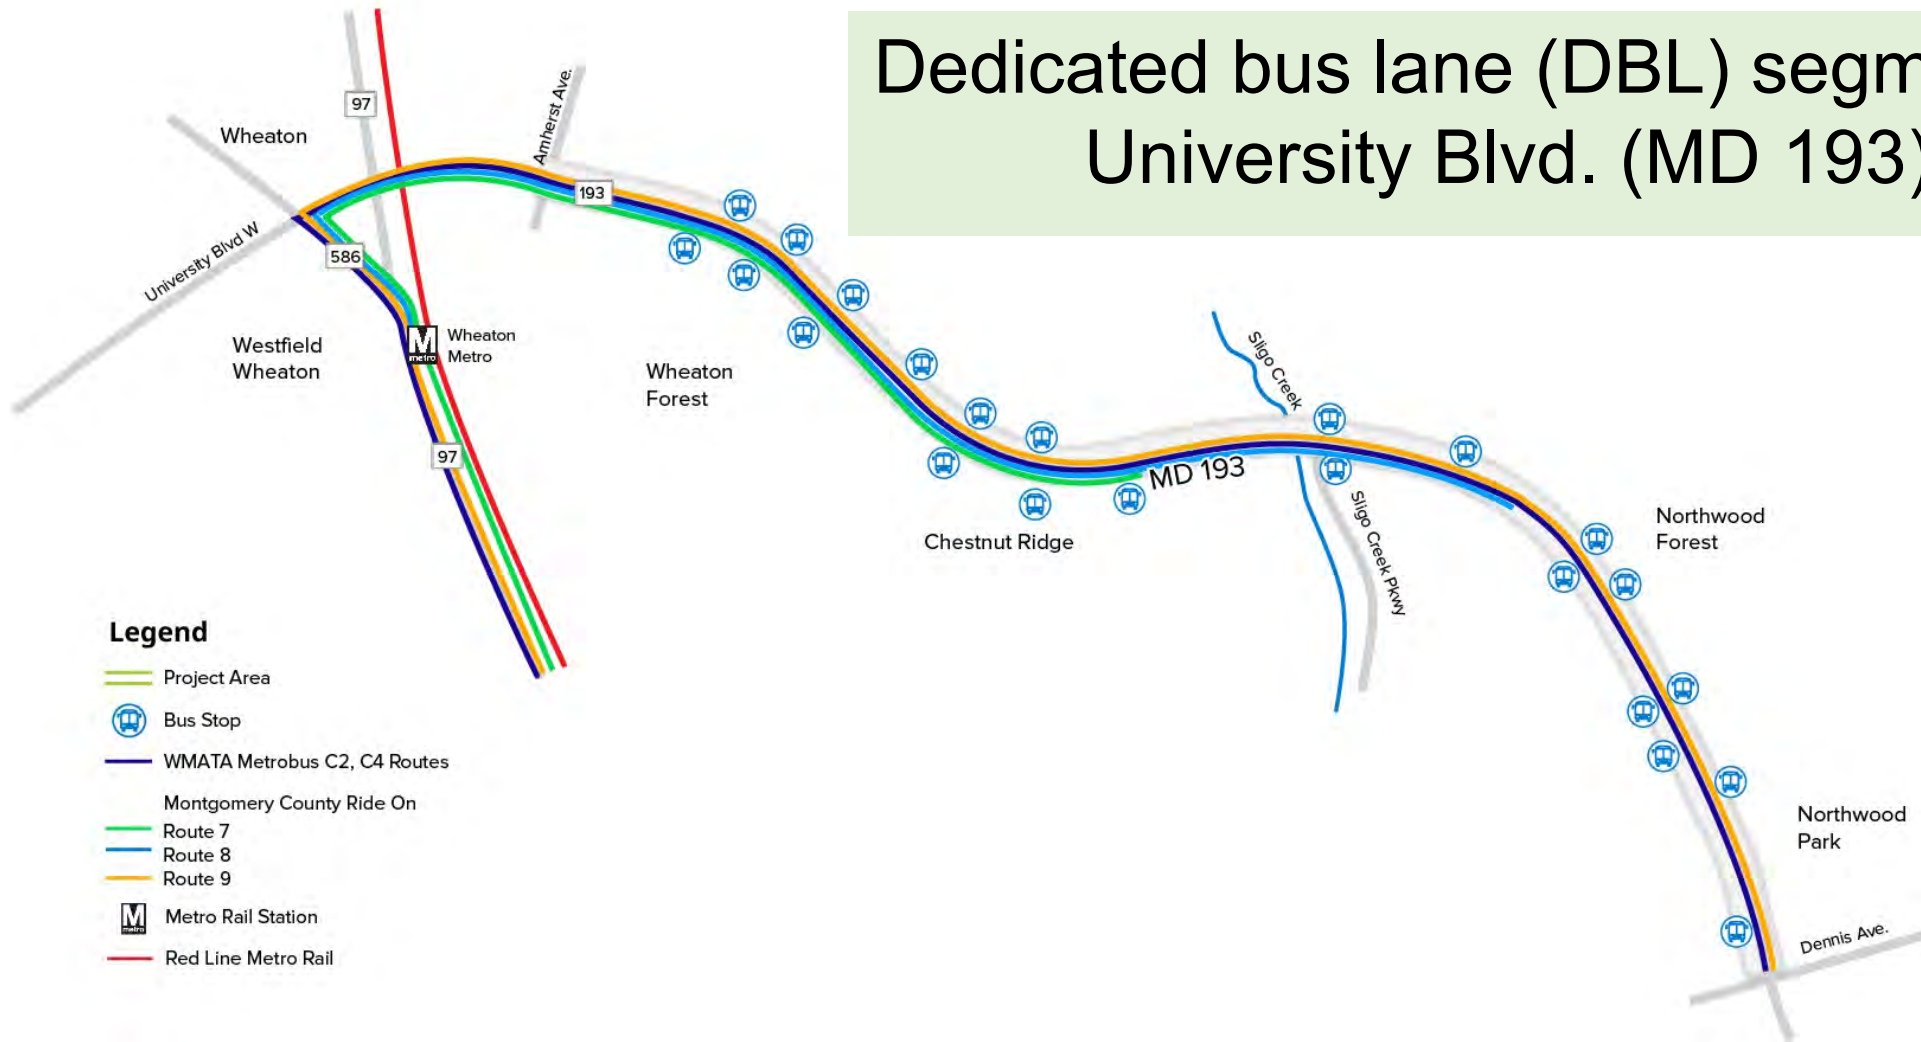 Dedicated bus lane (DBL) segm
University Blvd. (MD 193)
97
Wheaton
Amherst Ave.
193
University Blvd W
586
Westfield
Wheaton
M
metro
Wheaton
Metro
Wheaton
Forest
97
Sligo Creek
MD 193
Chestnut Ridge
Sligo Creek Pkwy
Northwood
Forest
Northwood
Park
Dennis Ave.
Legend
Project Area
Bus Stop
WMATA Metrobus C2, C4 Routes
Montgomery County Ride On
Route 7
Route 8
Route 9
M
metro
Metro Rail Station
Red Line Metro Rail